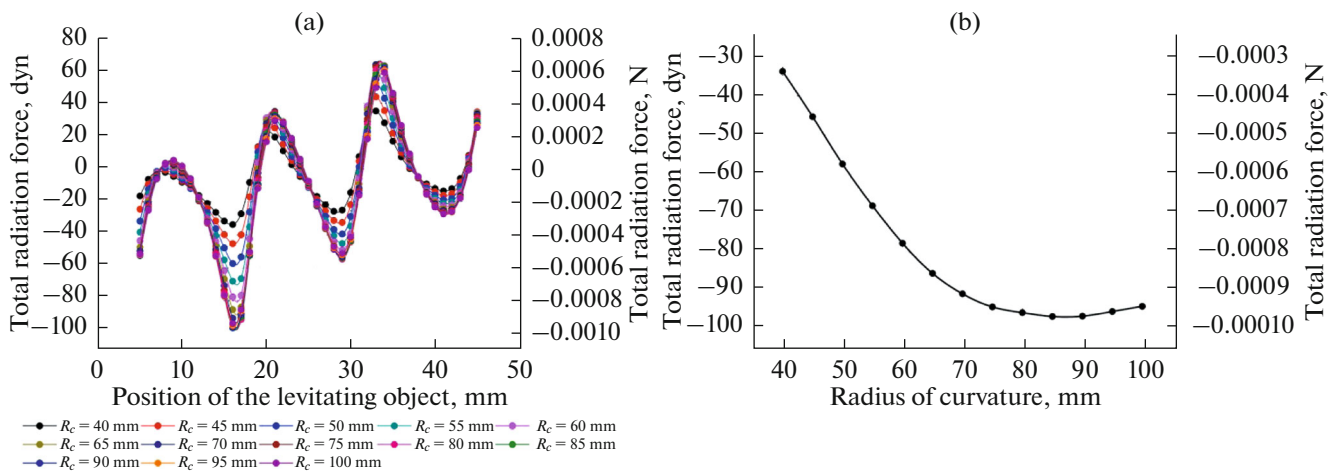 (a)
Total radiation force, dyn
80
60
40
20
0
−20
−40
−60
−80
−100
0.0008
0.0006
0.0004
0.0002
0
−0.0002
−0.0004
−0.0006
−0.0008
−0.0010
Total radiation force, N
0 10 20 30 40 50
Position of the levitating object, mm
R_c = 40 mm R_c = 45 mm R_c = 50 mm R_c = 55 mm R_c = 60 mm
R_c = 65 mm R_c = 70 mm R_c = 75 mm R_c = 80 mm R_c = 85 mm
R_c = 90 mm R_c = 95 mm R_c = 100 mm
(b)
Total radiation force, dyn
−30
−40
−50
−60
−70
−80
−90
−100
−0.0003
−0.0004
−0.0005
−0.0006
−0.0007
−0.0008
−0.0009
−0.00010
Total radiation force, N
40 50 60 70 80 90 100
Radius of curvature, mm